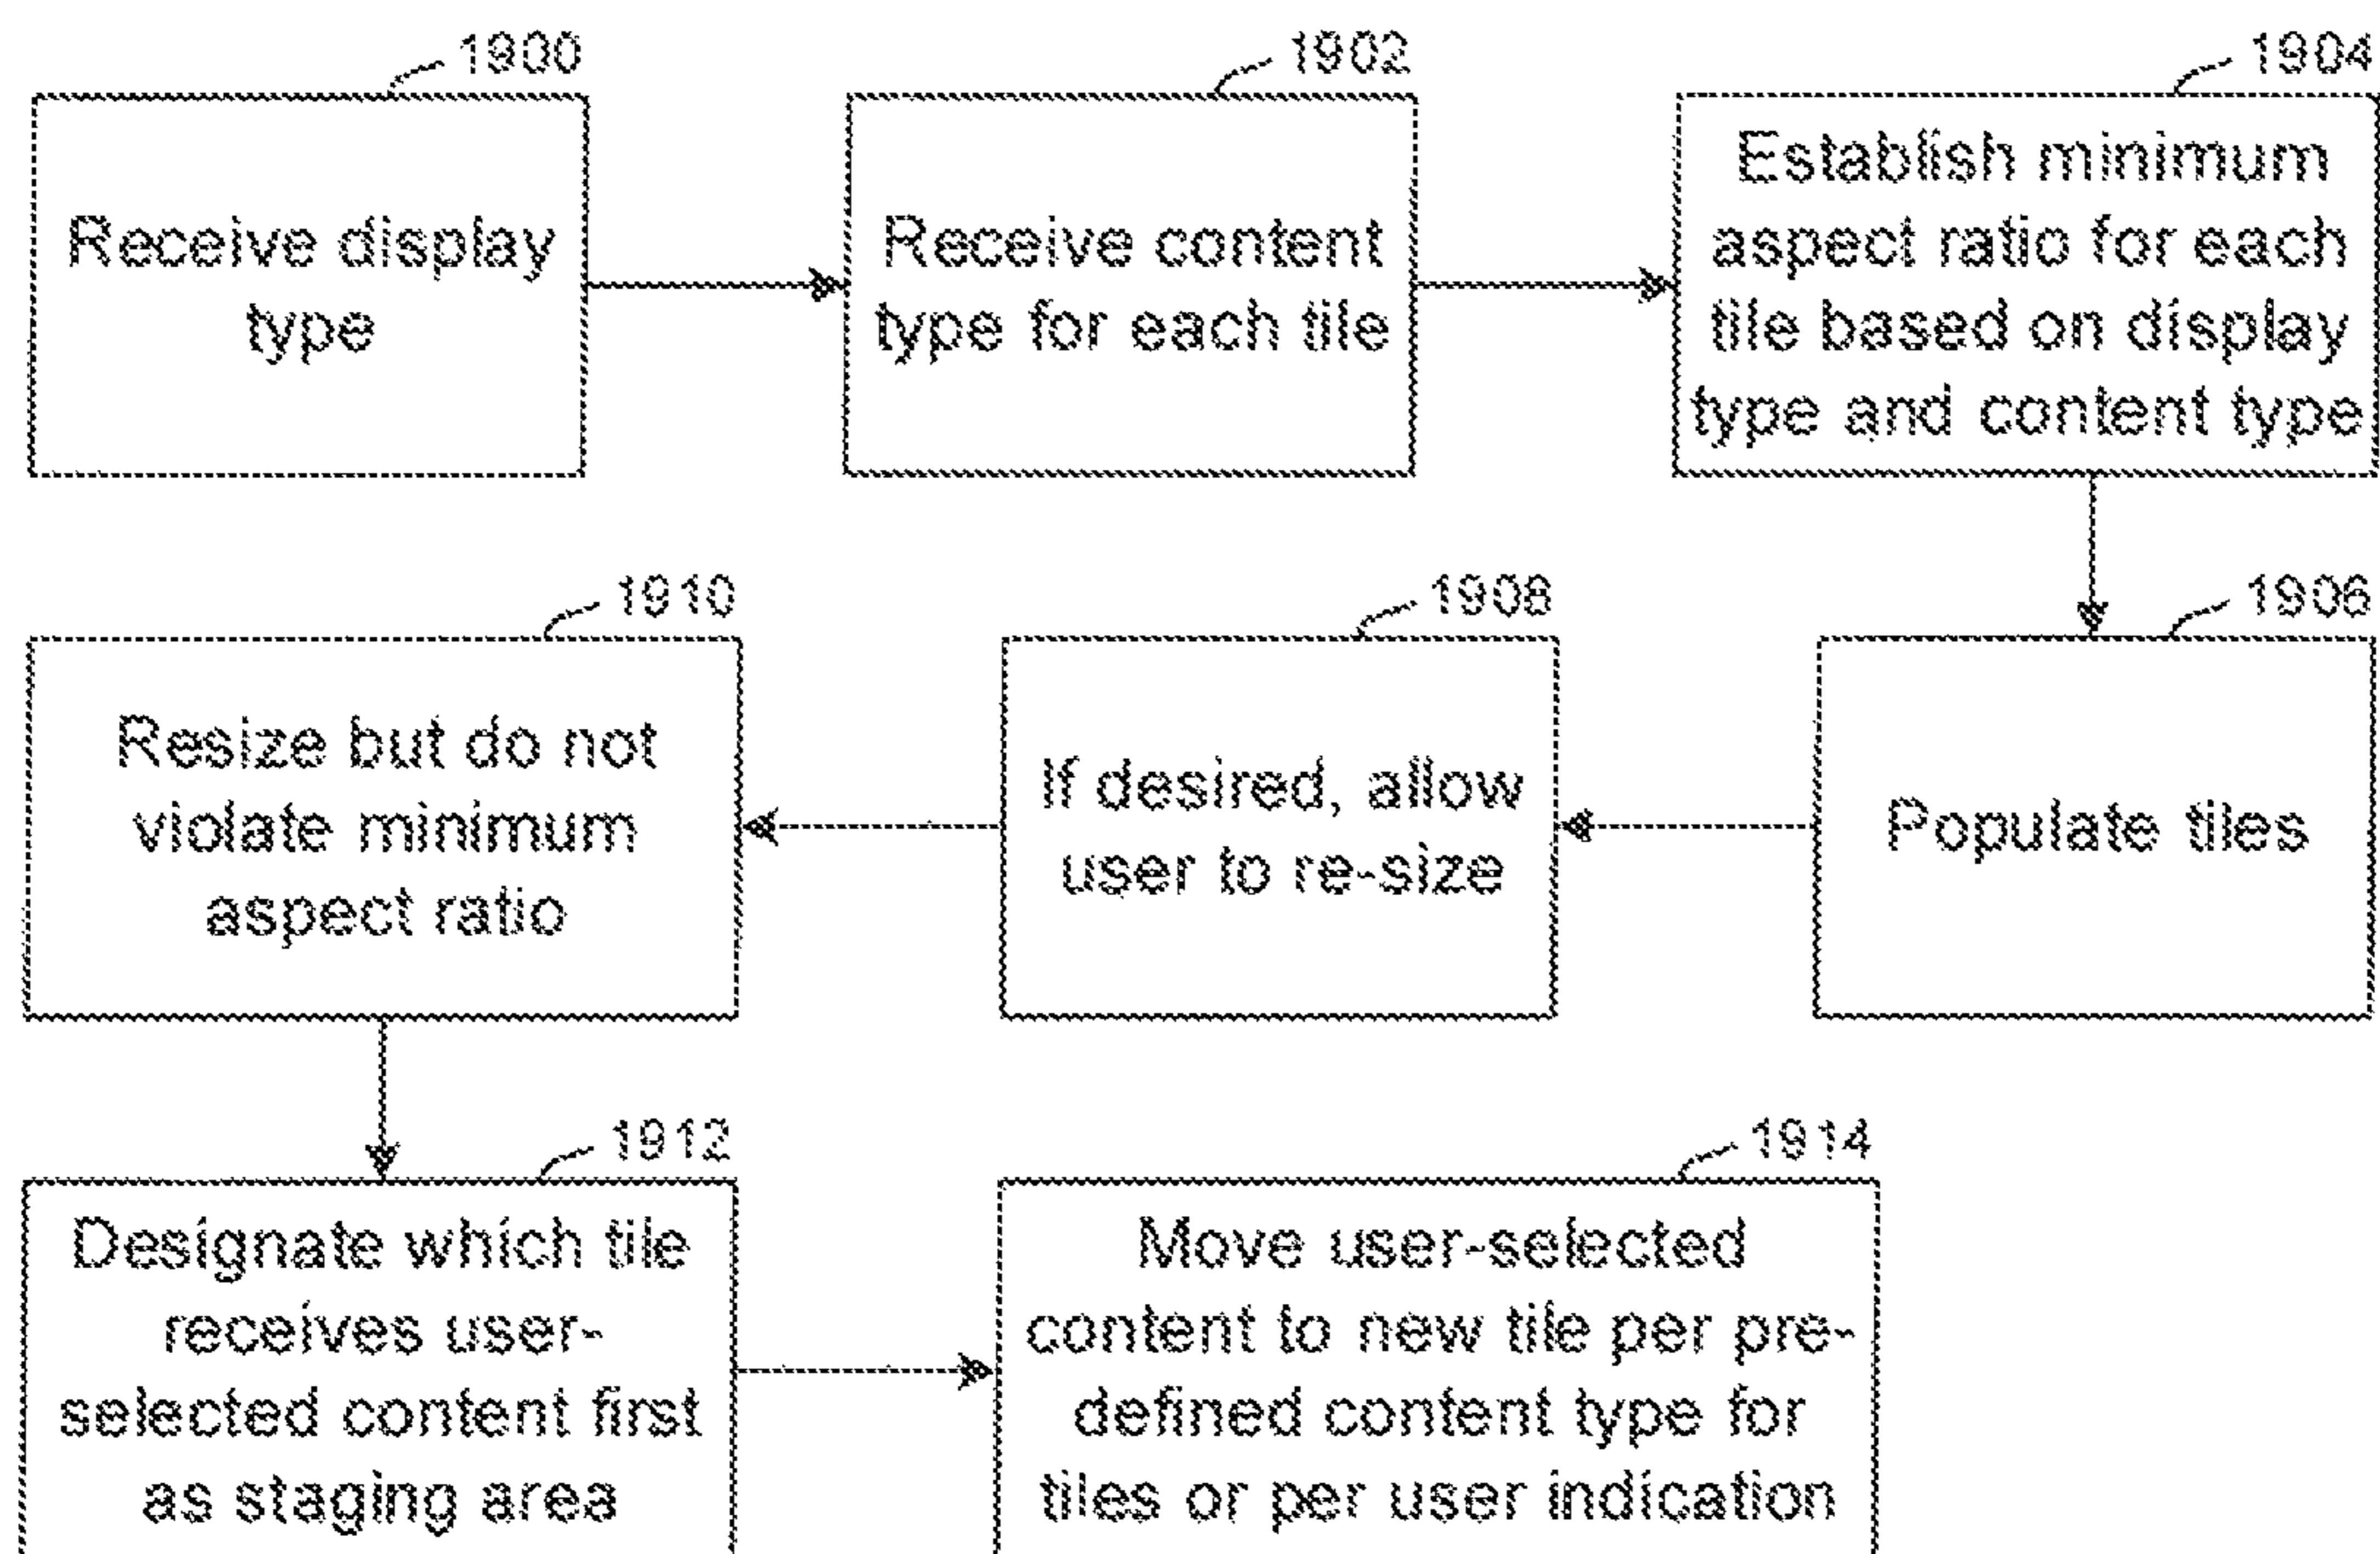 1900
Receive display
type
1902
Receive content
type for each tile
1904
Establish minimum
aspect ratio for each
tile based on display
type and content type
1906
Populate tiles
1908
If desired, allow
user to re-size
1910
Resize but do not
violate minimum
aspect ratio
1912
Designate which tile
receives user-
selected content first
as staging area
1914
Move user-selected
content to new tile per pre-
defined content type for
tiles or per user indication